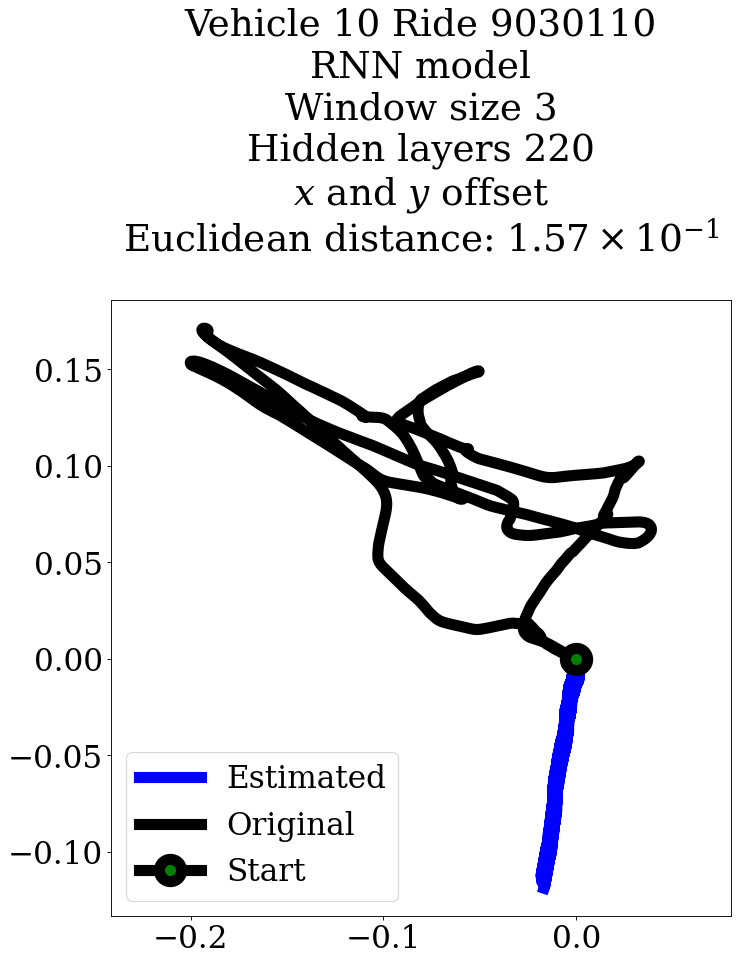 Vehicle 10 Ride 9030110
RNN model
Window size 3
Hidden layers 220
x and y offset
Euclidean distance: 1.57 × 10⁻¹
0.15
0.10
0.05
0.00
−0.05
−0.10
Estimated
Original
Start
−0.2 −0.1 0.0